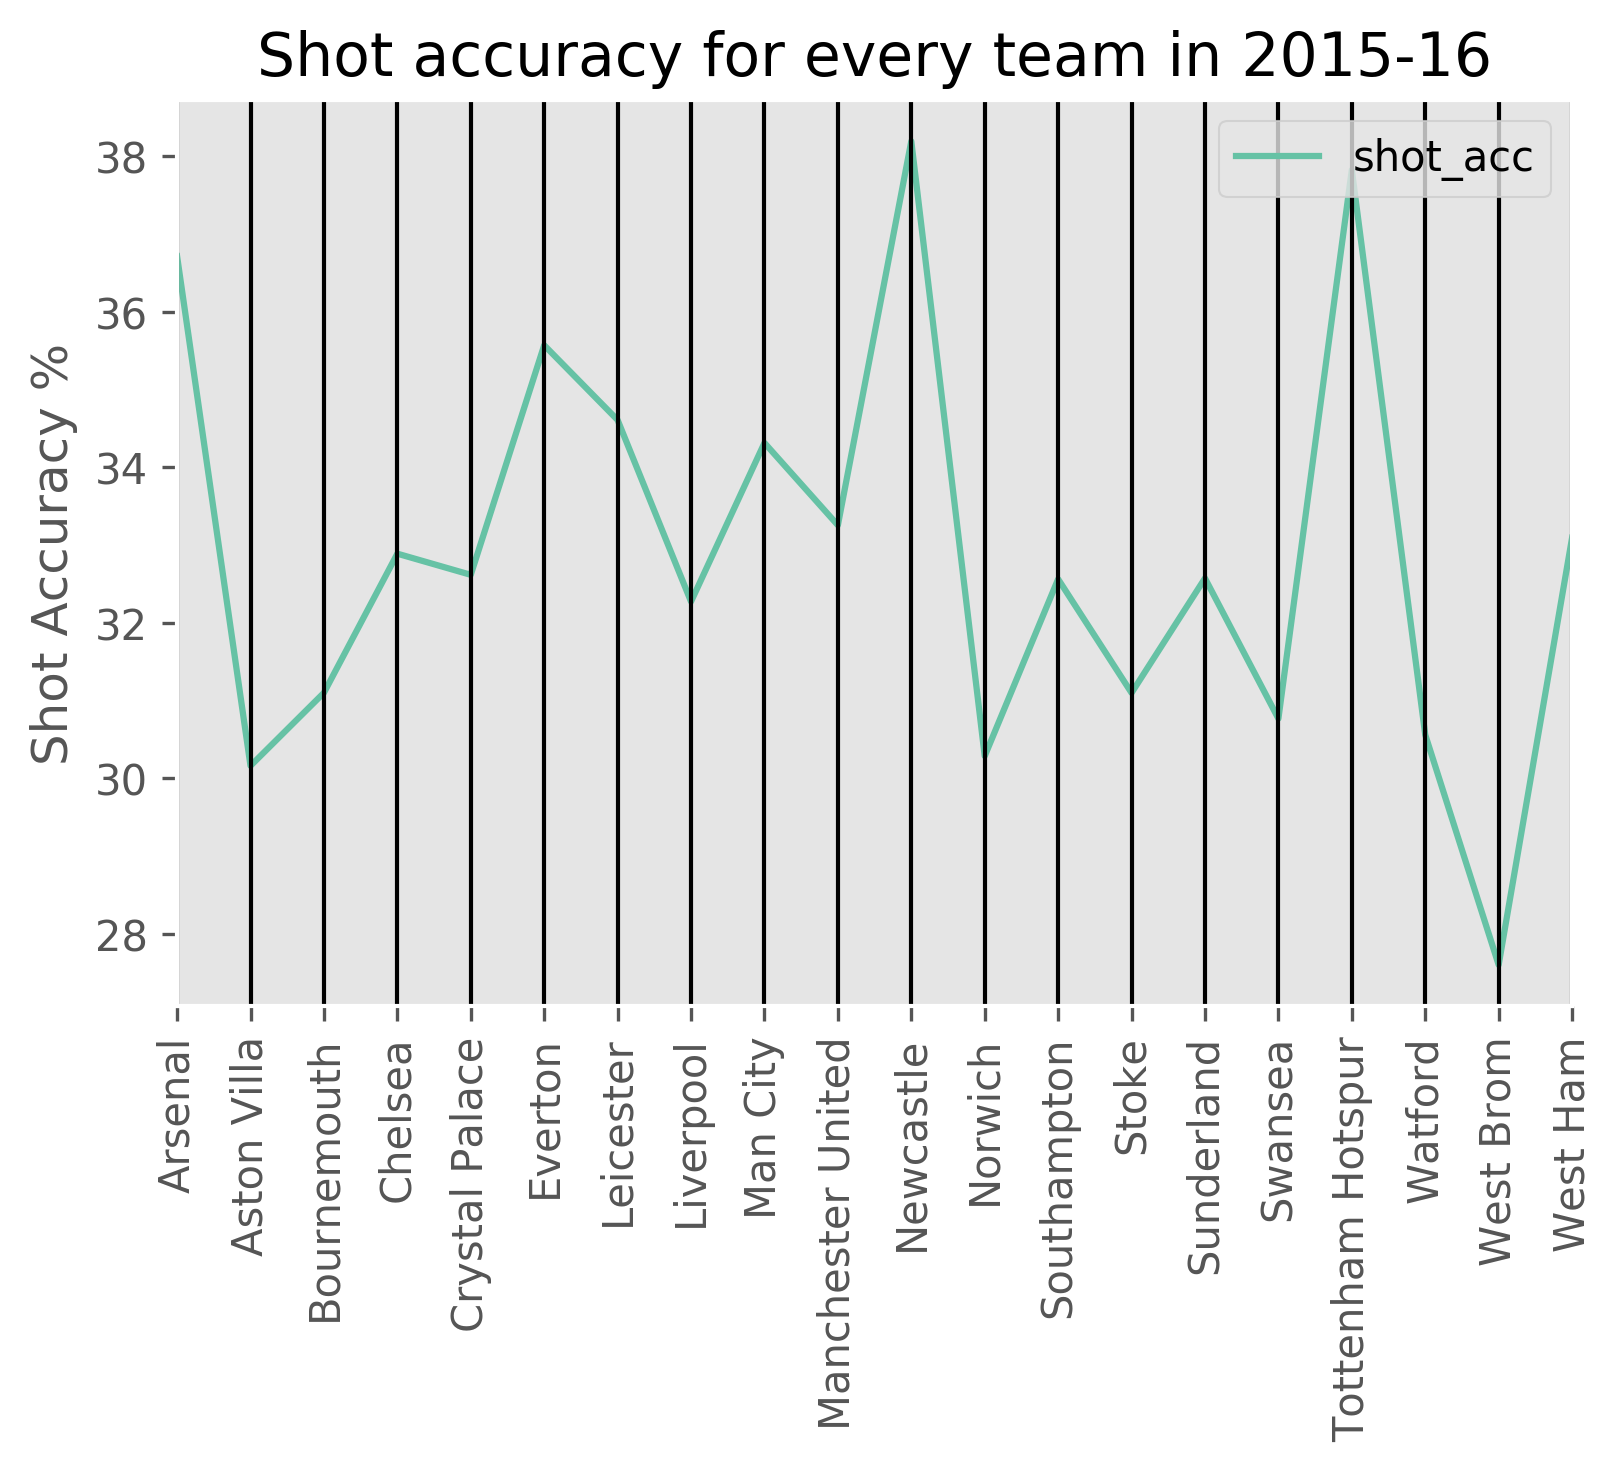 Shot accuracy for every team in 2015-16
shot_acc
Shot Accuracy %
38
36
34
32
30
28
Arsenal
Aston Villa
Bournemouth
Chelsea
Crystal Palace
Everton
Leicester
Liverpool
Man City
Manchester United
Newcastle
Norwich
Southampton
Stoke
Sunderland
Swansea
Tottenham Hotspur
Watford
West Brom
West Ham